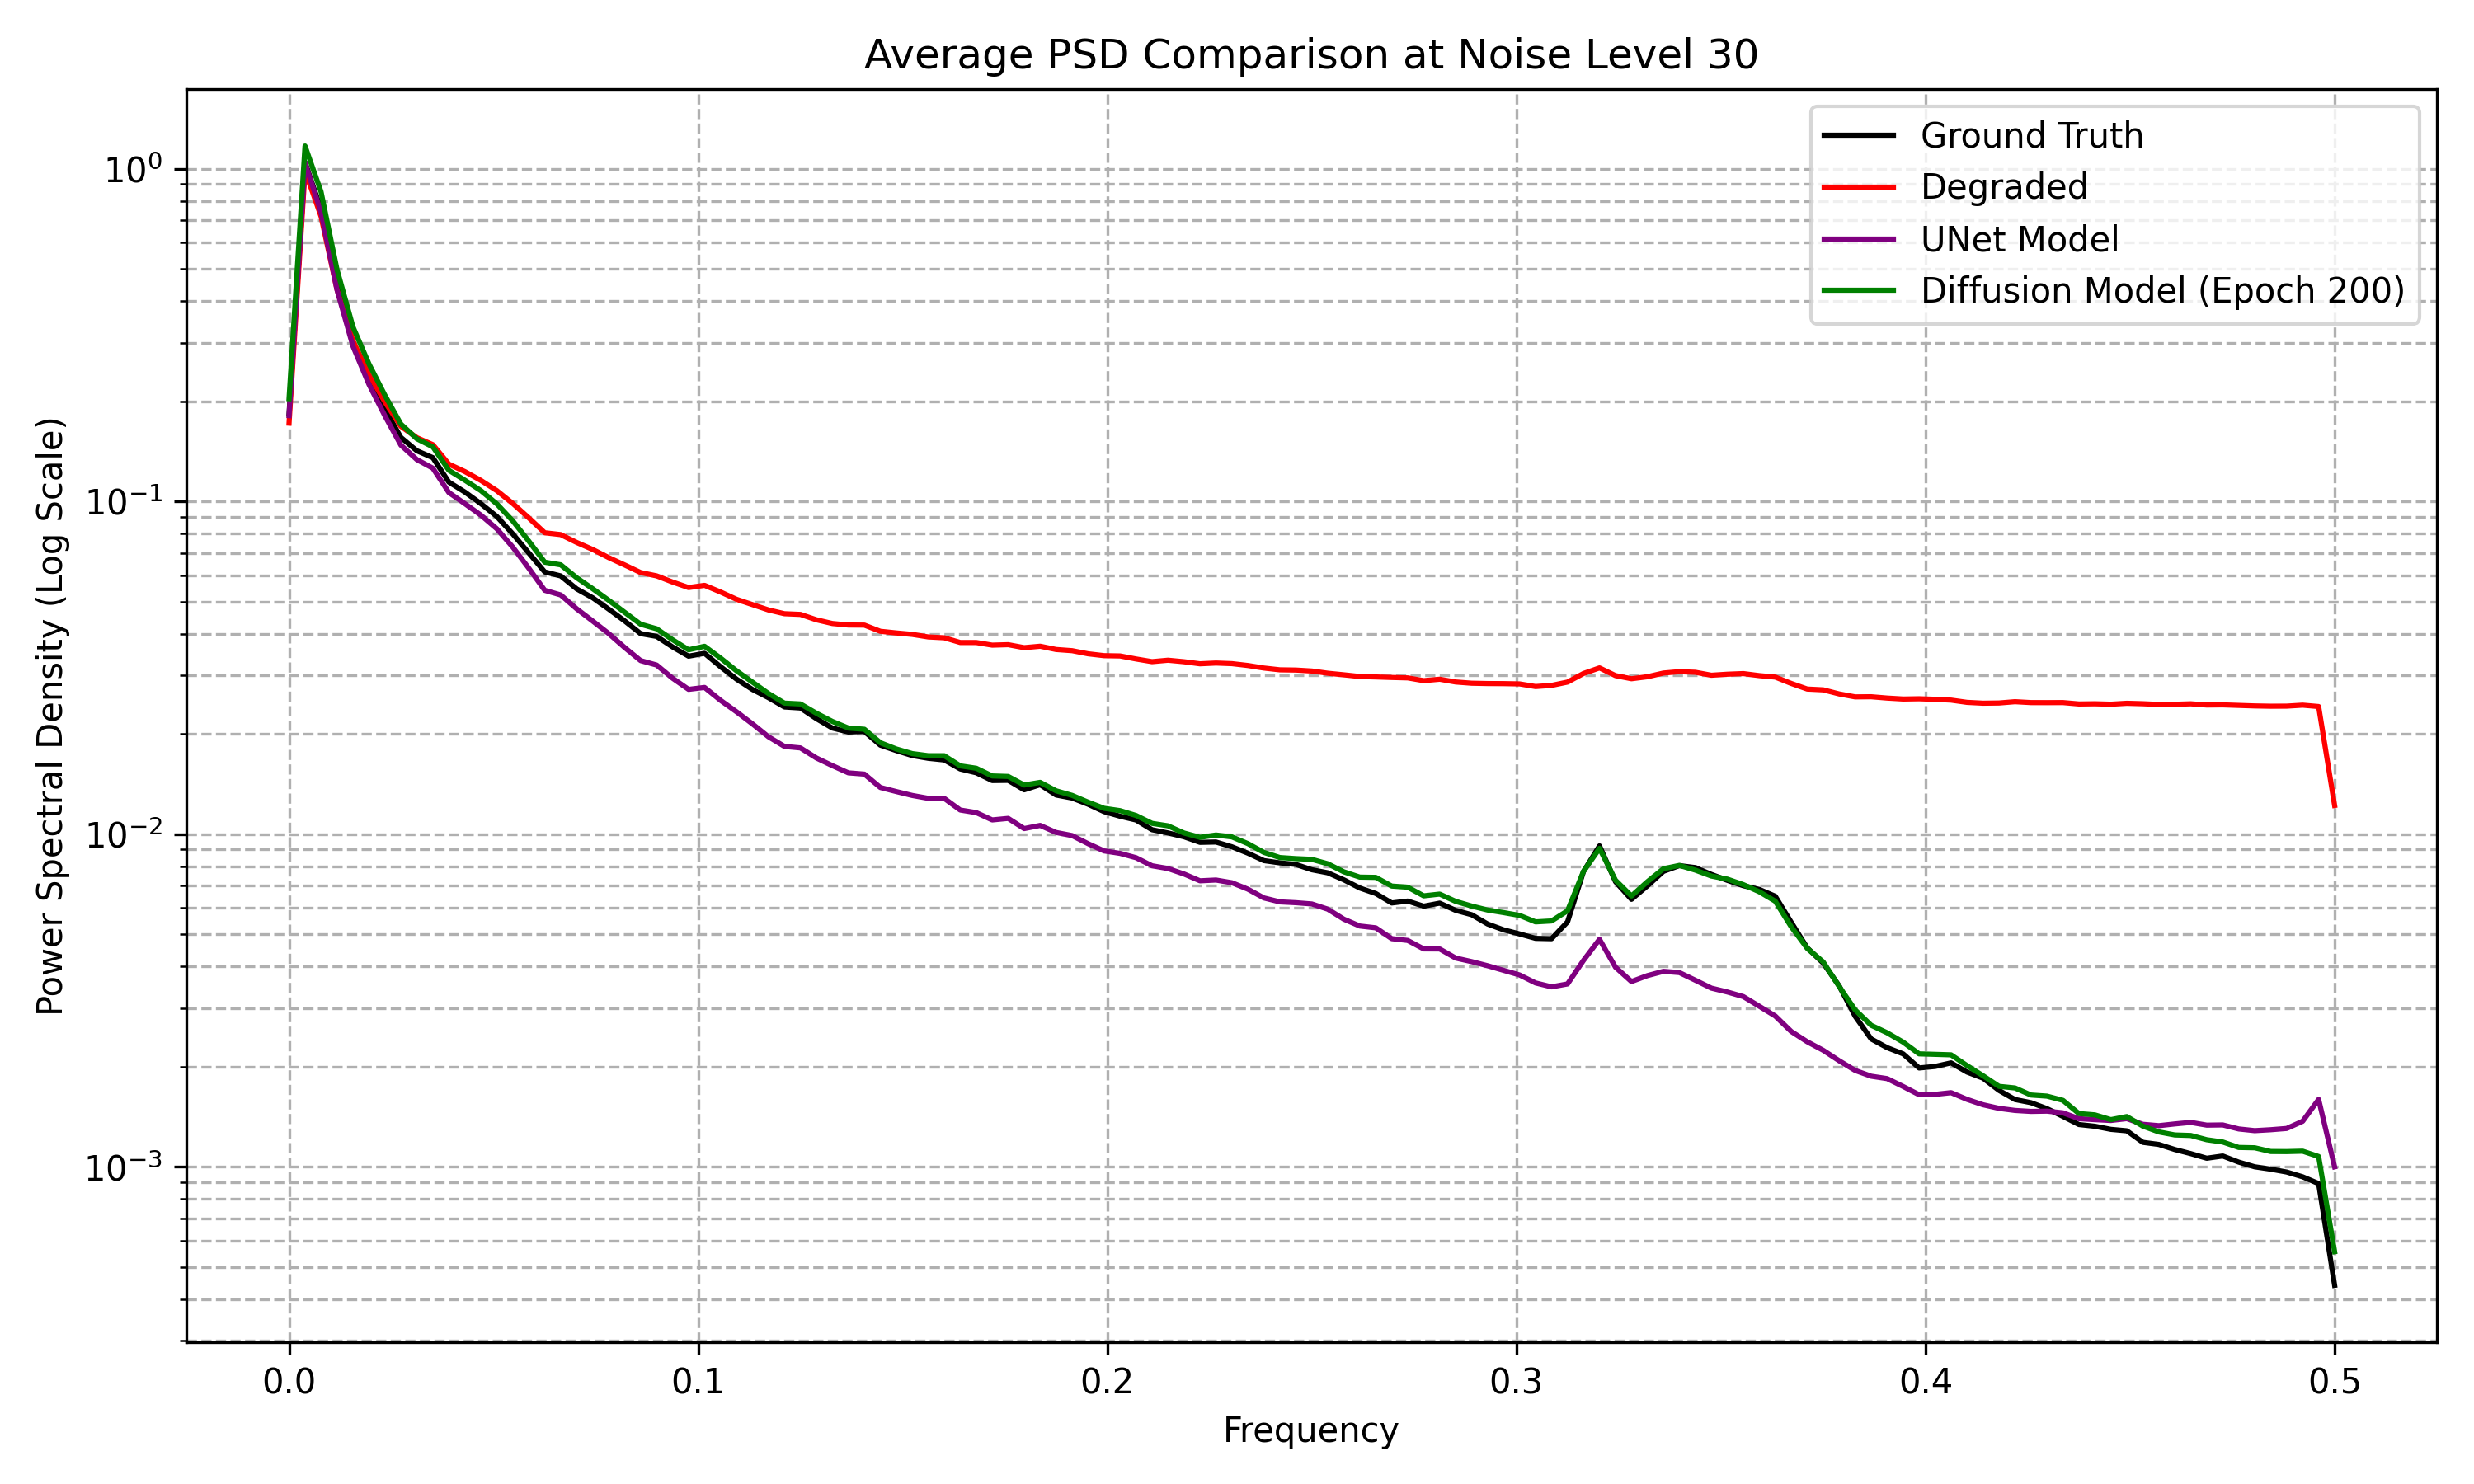 Average PSD Comparison at Noise Level 30
Ground Truth
Degraded
UNet Model
Diffusion Model (Epoch 200)
Power Spectral Density (Log Scale)
10⁰
10⁻¹
10⁻²
10⁻³
0.0 0.1 0.2 0.3 0.4 0.5
Frequency